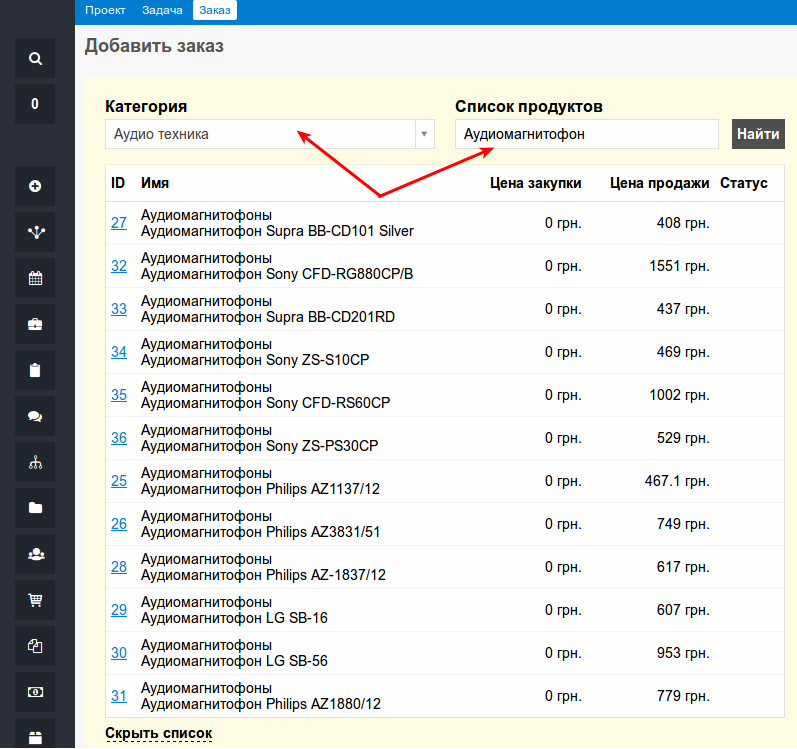 Проект Задача Заказ
Добавить заказ
0
Категория Список продуктов
Аудио техника Аудиомагнитофон Найти
ID Имя Цена закупки Цена продажи Статус
Аудиомагнитофоны
27 0 грн. 408 грн.
Аудиомагнитофон Supra BB-CD101 Silver
Аудиомагнитофоны
32 0 грн. 1551 грн.
Аудиомагнитофон Sony CFD-RG880CP/B
Аудиомагнитофоны
33 0 грн. 437 грн.
Аудиомагнитофон Supra BB-CD201RD
Аудиомагнитофоны
34 0 грн. 469 грн.
Аудиомагнитофон Sony ZS-S10CP
Аудиомагнитофоны
35 0 грн. 1002 грн.
Аудиомагнитофон Sony CFD-RS60CP
Аудиомагнитофоны
36 0 грн. 529 грн.
Аудиомагнитофон Sony ZS-PS30CP
Аудиомагнитофоны
25 0 грн. 467.1 грн.
Аудиомагнитофон Philips AZ1137/12
Аудиомагнитофоны
26 0 грн. 749 грн.
Аудиомагнитофон Philips AZ3831/51
Аудиомагнитофоны
28 0 грн. 617 грн.
Аудиомагнитофон Philips AZ-1837/12
Аудиомагнитофоны
29 0 грн. 607 грн.
Аудиомагнитофон LG SB-16
Аудиомагнитофоны
30 0 грн. 953 грн.
Аудиомагнитофон LG SB-56
Аудиомагнитофоны
31 0 грн. 779 грн.
Аудиомагнитофон Philips AZ1880/12
Скрыть список